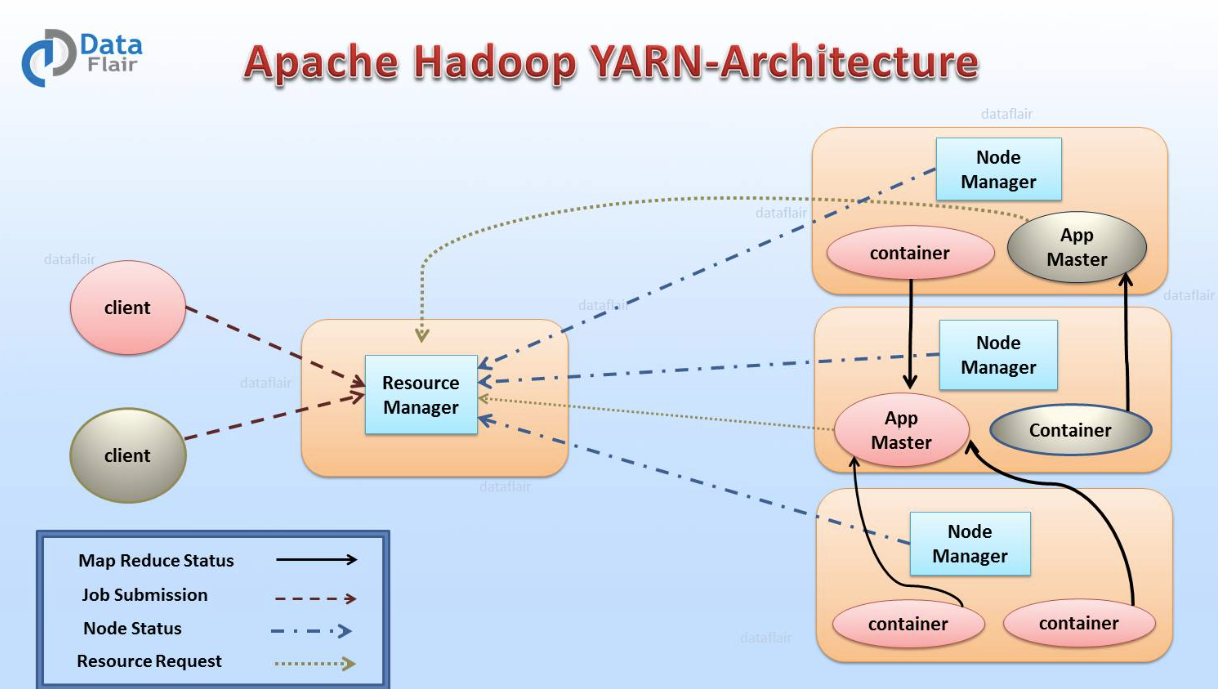 Data
Flair
Apache Hadoop YARN-Architecture
dataflair
Node
Manager
dataflair
container
App
Master
dataflair
client
dataflair
dataflair
Node
Manager
Resource
Manager
dataflair
App
Master
Container
client
dataflair
Node
Manager
container
container
dataflair
Map Reduce Status
Job Submission
Node Status
Resource Request